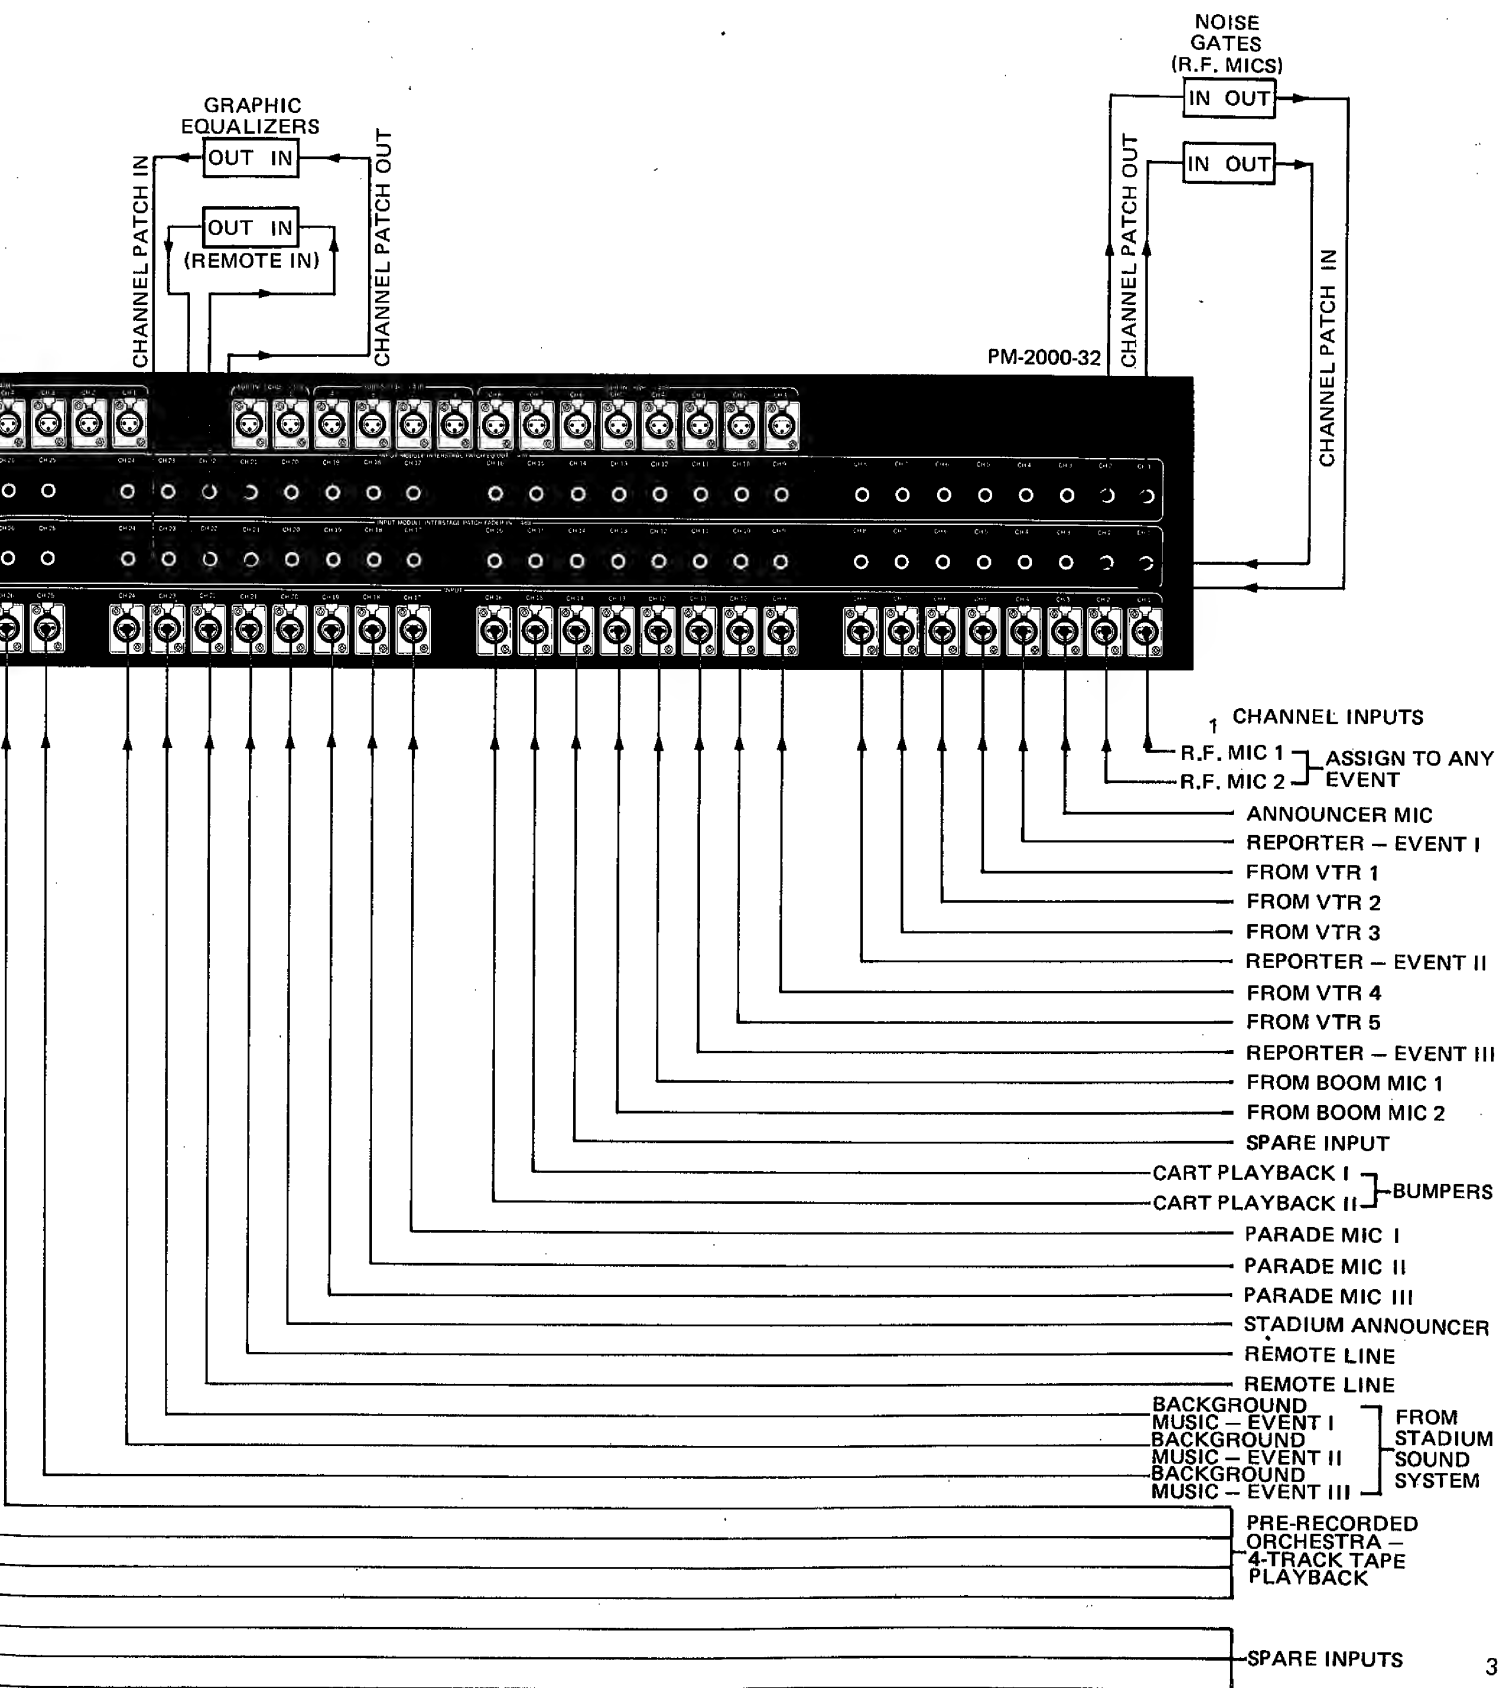 NOISE
GATES
(R.F. MICS)
IN OUT
IN OUT
GRAPHIC
EQUALIZERS
OUT IN
OUT IN
(REMOTE IN)
CHANNEL PATCH IN
CHANNEL PATCH OUT
CHANNEL PATCH OUT
CHANNEL PATCH IN
PM-2000-32
INPUT
1 CHANNEL INPUTS
R.F. MIC 1
R.F. MIC 2
ASSIGN TO ANY
EVENT
ANNOUNCER MIC
REPORTER – EVENT I
FROM VTR 1
FROM VTR 2
FROM VTR 3
REPORTER – EVENT II
FROM VTR 4
FROM VTR 5
REPORTER – EVENT III
FROM BOOM MIC 1
FROM BOOM MIC 2
SPARE INPUT
CART PLAYBACK I
CART PLAYBACK II
BUMPERS
PARADE MIC I
PARADE MIC II
PARADE MIC III
STADIUM ANNOUNCER
REMOTE LINE
REMOTE LINE
BACKGROUND
MUSIC – EVENT I
BACKGROUND
MUSIC – EVENT II
BACKGROUND
MUSIC – EVENT III
FROM
STADIUM
SOUND
SYSTEM
PRE-RECORDED
ORCHESTRA –
4-TRACK TAPE
PLAYBACK
SPARE INPUTS
3